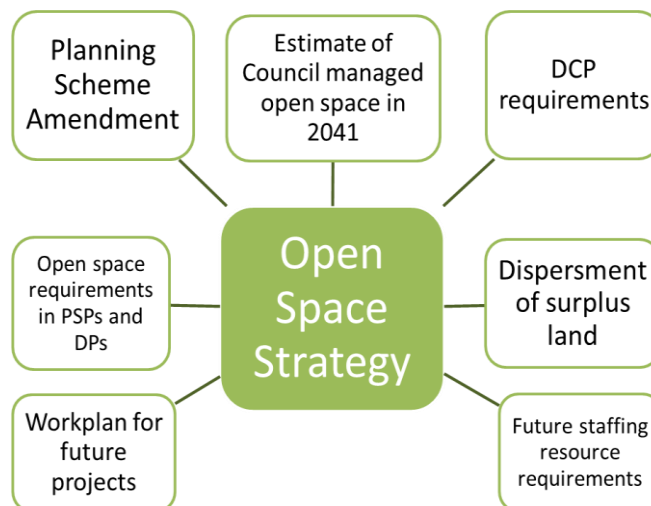 Planning
Scheme
Amendment
Estimate of
Council managed
open space in
2041
DCP
requirements
Open space
requirements
in PSPs and
DPs
Open
Space
Strategy
Dispersment
of surplus
land
Workplan for
future
projects
Future staffing
resource
requirements